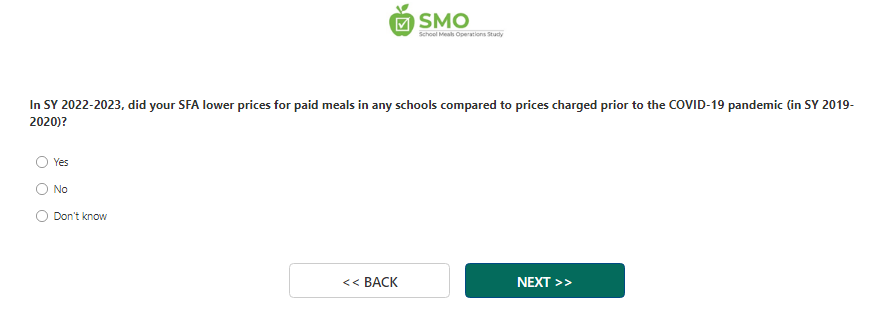 SMO
School Meals Operations Study
In SY 2022-2023, did your SFA lower prices for paid meals in any schools compared to prices charged prior to the COVID-19 pandemic (in SY 2019-
2020)?
Yes
No
Don't know
<< BACK
NEXT >>